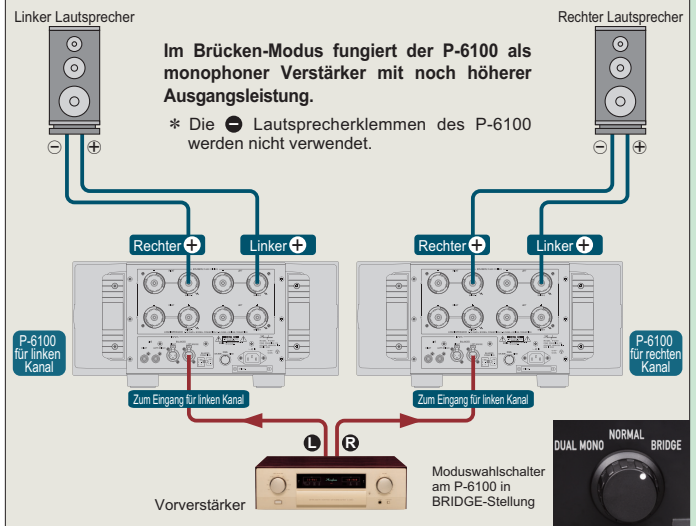 Linker Lautsprecher
Rechter Lautsprecher
Im Brücken-Modus fungiert der P-6100 als
monophoner Verstärker mit noch höherer
Ausgangsleistung.
* Die ⊖ Lautsprecherklemmen des P-6100
werden nicht verwendet.
⊖ ⊕
⊖ ⊕
Rechter ⊕
Linker ⊕
Rechter ⊕
Linker ⊕
P-6100
für linken
Kanal
P-6100
für rechten
Kanal
Zum Eingang für linken Kanal
Zum Eingang für linken Kanal
L R
Vorverstärker
Moduswahlschalter
am P-6100 in
BRIDGE-Stellung
DUAL MONO NORMAL BRIDGE